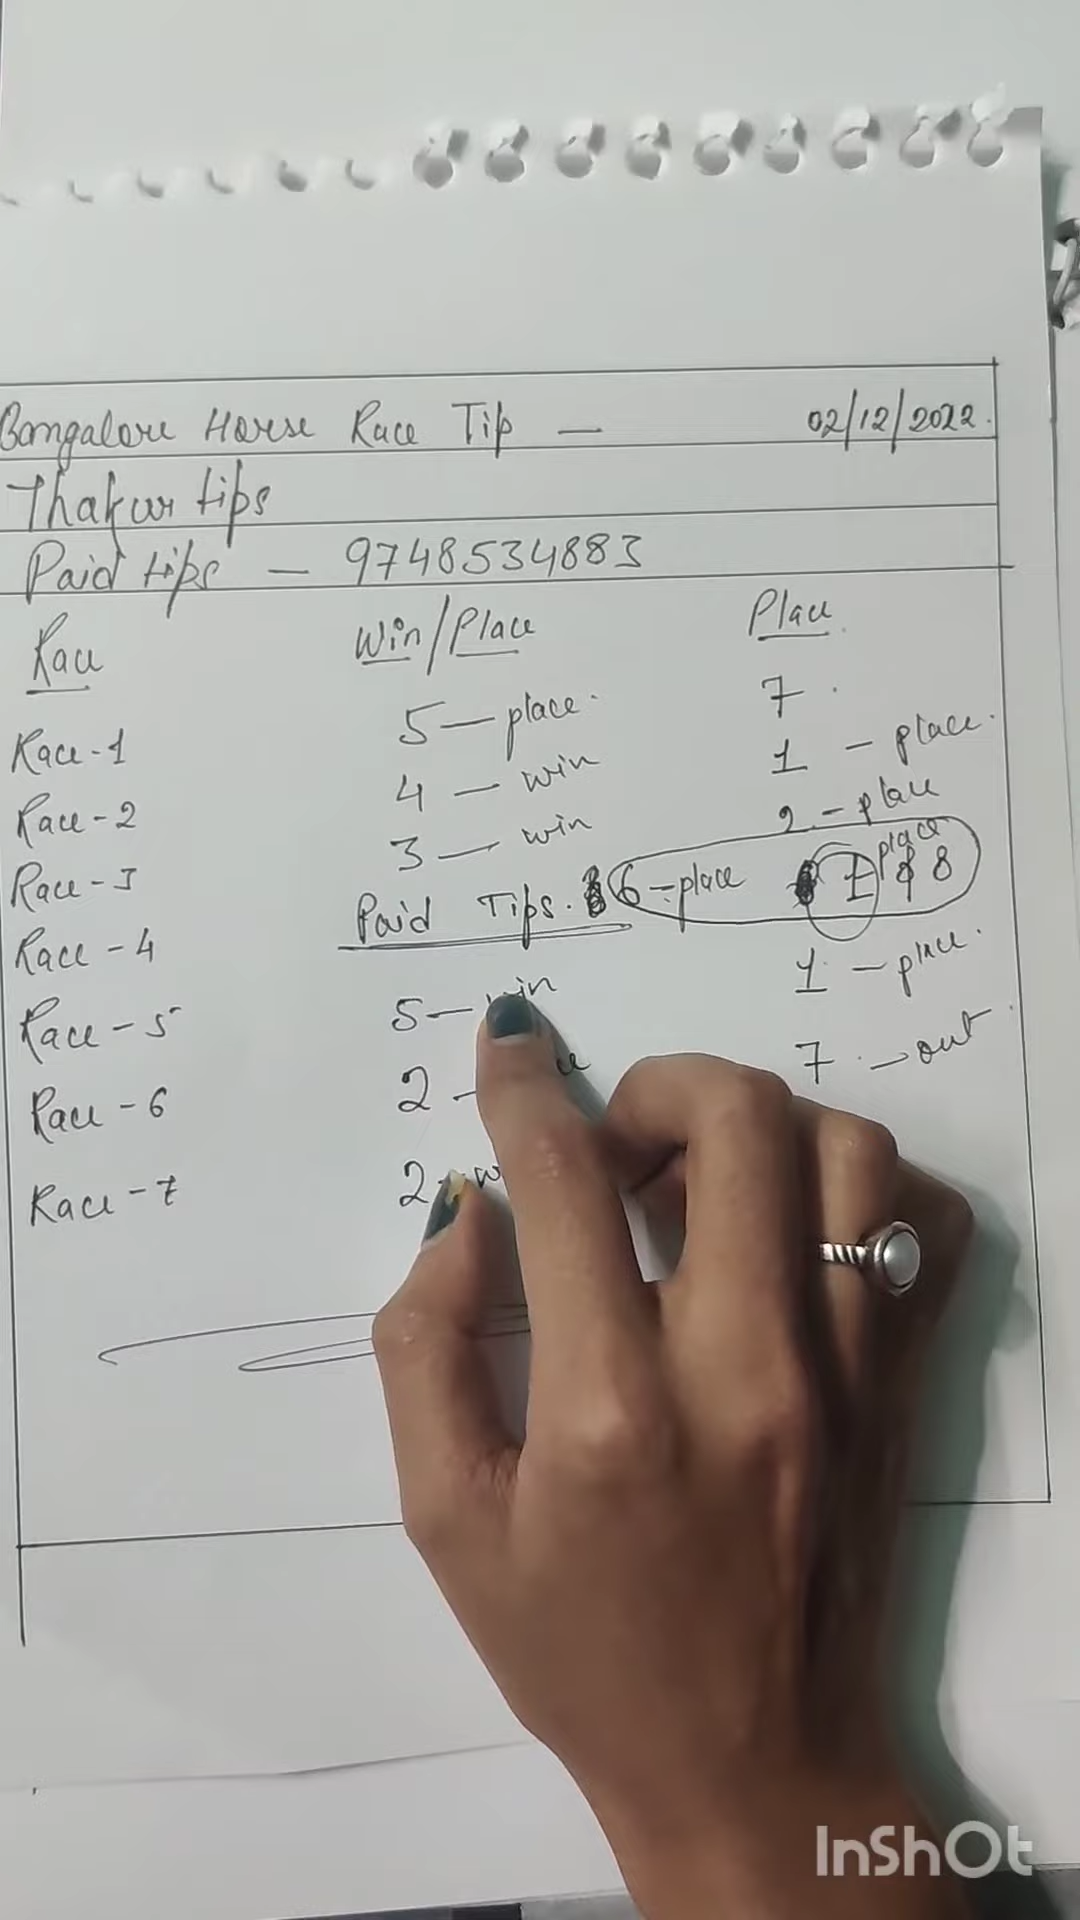 Bangalore Horse Race Tip — 02/12/2022.
Thakur tips
Paid tips — 9748534883
Race Win/Place Place
Race-1 5 — place. 7.
Race-2 4 — win 1 — place.
Race-3 3 — win 2 — place
Race-4 Paid Tips. 6 - place 1 place 8
Race-5 5 — win 1 — place.
Race-6 2 — 7 — out
Race-7 2 -
InShOt